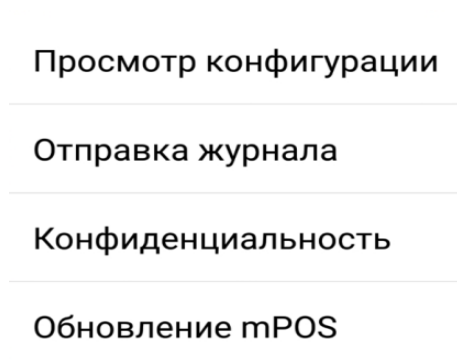 Просмотр конфигурации
Отправка журнала
Конфиденциальность
Обновление mPOS